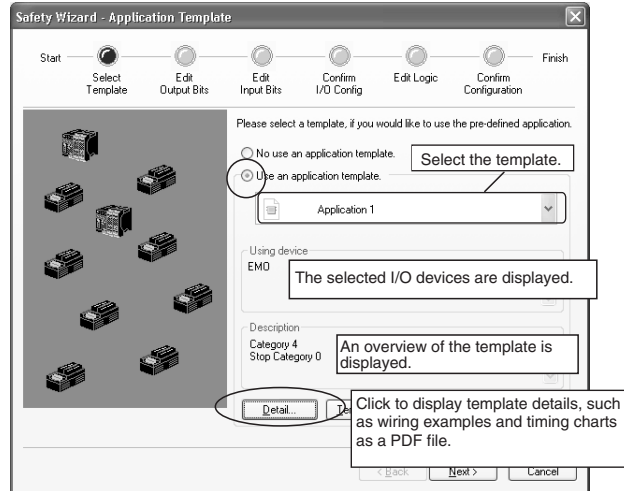 Safety Wizard - Application Template
Start
Select
Template
Edit
Output Bits
Edit
Input Bits
Confirm
I/O Config
Edit Logic
Confirm
Configuration
Finish
Please select a template, if you would like to use the pre-defined application.
No use an application template.
Select the template.
Use an application template.
Application 1
Using device
EMO
The selected I/O devices are displayed.
Description
Category 4
Stop Category 0
An overview of the template is
displayed.
Detail...
Click to display template details, such
as wiring examples and timing charts
as a PDF file.
< Back
Next >
Cancel